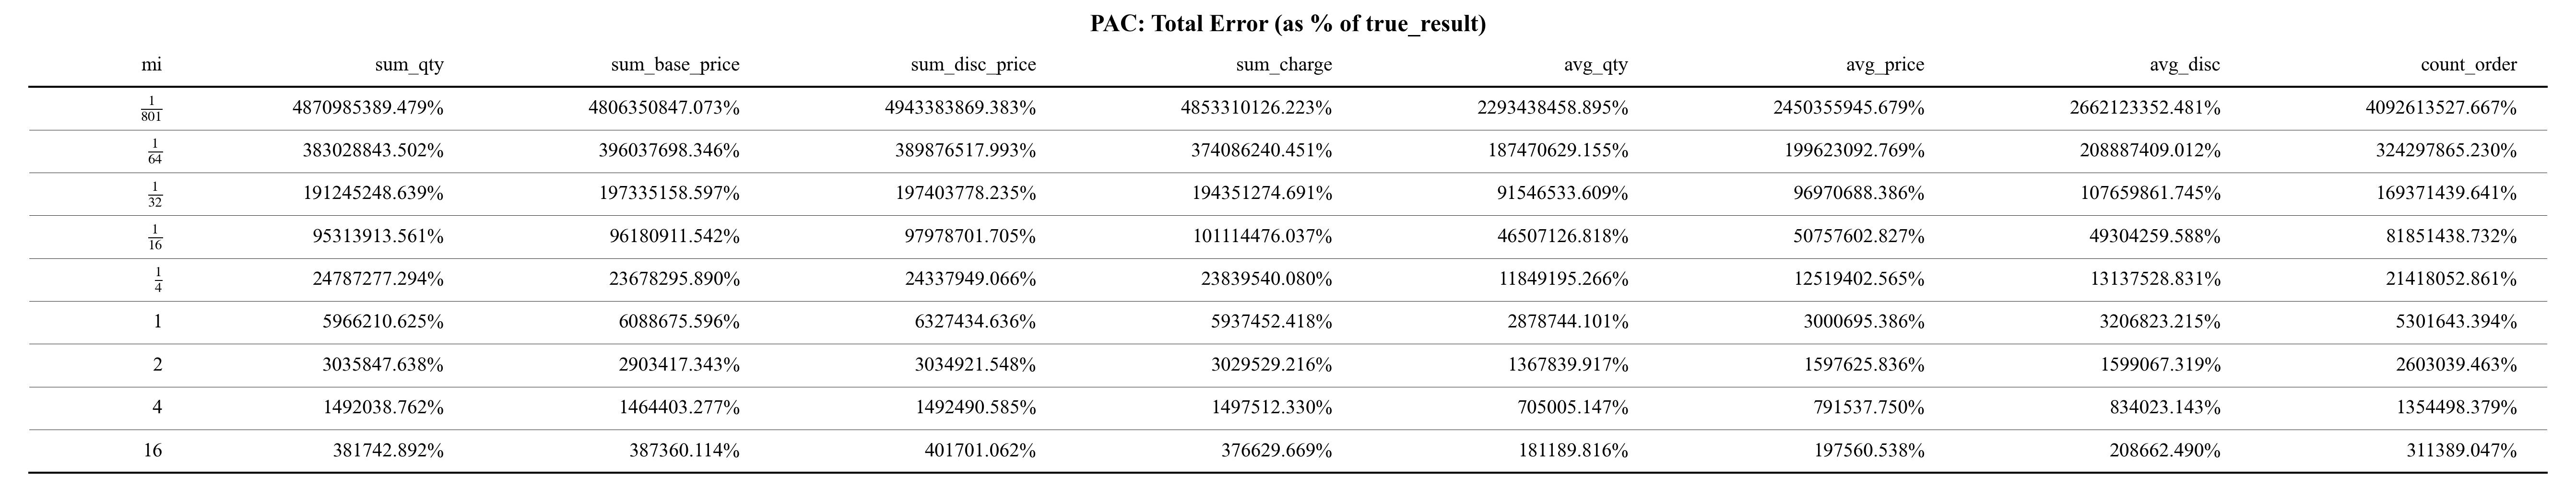 PAC: Total Error (as % of true_result)
mi sum_qty sum_base_price sum_disc_price sum_charge avg_qty avg_price avg_disc count_order
1/801 4870985389.479% 4806350847.073% 4943383869.383% 4853310126.223% 2293438458.895% 2450355945.679% 2662123352.481% 4092613527.667%
1/64 383028843.502% 396037698.346% 389876517.993% 374086240.451% 187470629.155% 199623092.769% 208887409.012% 324297865.230%
1/32 191245248.639% 197335158.597% 197403778.235% 194351274.691% 91546533.609% 96970688.386% 107659861.745% 169371439.641%
1/16 95313913.561% 96180911.542% 97978701.705% 101114476.037% 46507126.818% 50757602.827% 49304259.588% 81851438.732%
1/4 24787277.294% 23678295.890% 24337949.066% 23839540.080% 11849195.266% 12519402.565% 13137528.831% 21418052.861%
1 5966210.625% 6088675.596% 6327434.636% 5937452.418% 2878744.101% 3000695.386% 3206823.215% 5301643.394%
2 3035847.638% 2903417.343% 3034921.548% 3029529.216% 1367839.917% 1597625.836% 1599067.319% 2603039.463%
4 1492038.762% 1464403.277% 1492490.585% 1497512.330% 705005.147% 791537.750% 834023.143% 1354498.379%
16 381742.892% 387360.114% 401701.062% 376629.669% 181189.816% 197560.538% 208662.490% 311389.047%